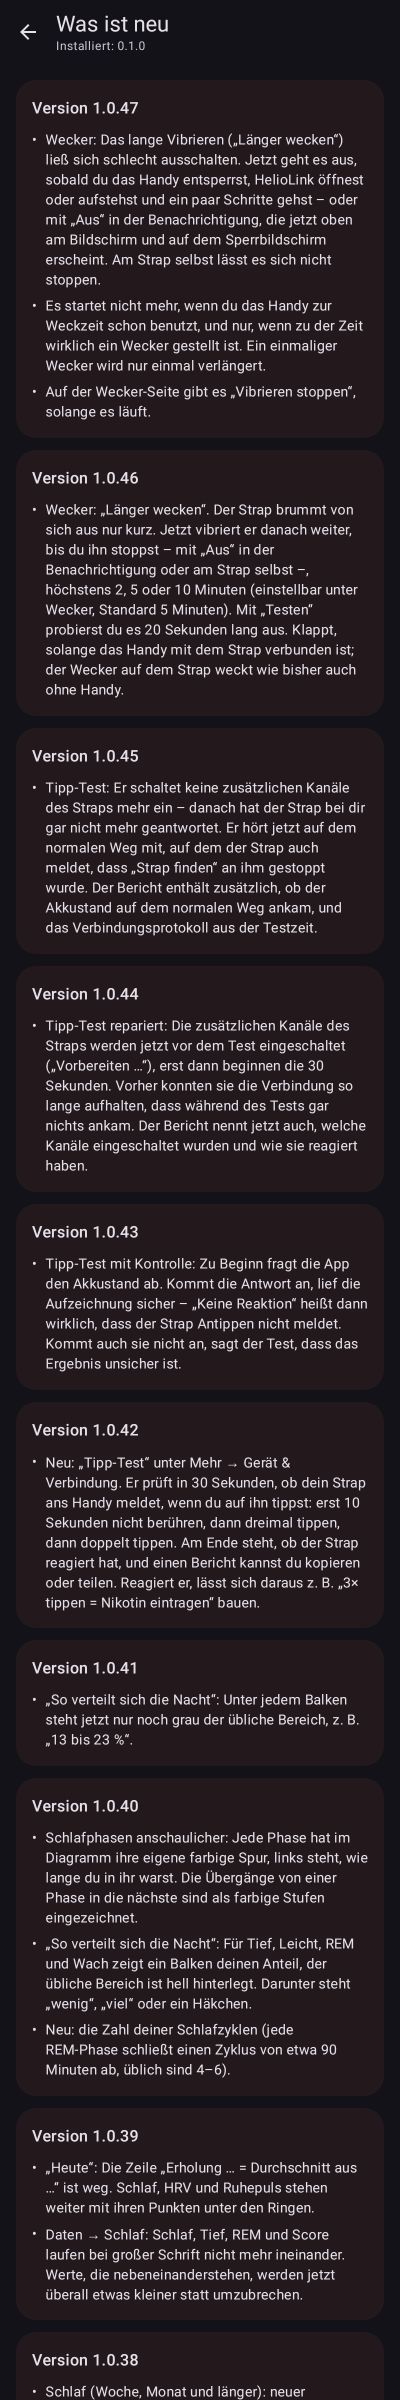 Was ist neu
Installiert: 0.1.0
Version 1.0.47
• Wecker: Das lange Vibrieren („Länger wecken“)
ließ sich schlecht ausschalten. Jetzt geht es aus,
sobald du das Handy entsperrst, HelioLink öffnest
oder aufstehst und ein paar Schritte gehst – oder
mit „Aus“ in der Benachrichtigung, die jetzt oben
am Bildschirm und auf dem Sperrbildschirm
erscheint. Am Strap selbst lässt es sich nicht
stoppen.
• Es startet nicht mehr, wenn du das Handy zur
Weckzeit schon benutzt, und nur, wenn zu der Zeit
wirklich ein Wecker gestellt ist. Ein einmaliger
Wecker wird nur einmal verlängert.
• Auf der Wecker-Seite gibt es „Vibrieren stoppen“,
solange es läuft.
Version 1.0.46
• Wecker: „Länger wecken“. Der Strap brummt von
sich aus nur kurz. Jetzt vibriert er danach weiter,
bis du ihn stoppst – mit „Aus“ in der
Benachrichtigung oder am Strap selbst –,
höchstens 2, 5 oder 10 Minuten (einstellbar unter
Wecker, Standard 5 Minuten). Mit „Testen“
probierst du es 20 Sekunden lang aus. Klappt,
solange das Handy mit dem Strap verbunden ist;
der Wecker auf dem Strap weckt wie bisher auch
ohne Handy.
Version 1.0.45
• Tipp-Test: Er schaltet keine zusätzlichen Kanäle
des Straps mehr ein – danach hat der Strap bei dir
gar nicht mehr geantwortet. Er hört jetzt auf dem
normalen Weg mit, auf dem der Strap auch
meldet, dass „Strap finden“ an ihm gestoppt
wurde. Der Bericht enthält zusätzlich, ob der
Akkustand auf dem normalen Weg ankam, und
das Verbindungsprotokoll aus der Testzeit.
Version 1.0.44
• Tipp-Test repariert: Die zusätzlichen Kanäle des
Straps werden jetzt vor dem Test eingeschaltet
(„Vorbereiten …“), erst dann beginnen die 30
Sekunden. Vorher konnten sie die Verbindung so
lange aufhalten, dass während des Tests gar
nichts ankam. Der Bericht nennt jetzt auch, welche
Kanäle eingeschaltet wurden und wie sie reagiert
haben.
Version 1.0.43
• Tipp-Test mit Kontrolle: Zu Beginn fragt die App
den Akkustand ab. Kommt die Antwort an, lief die
Aufzeichnung sicher – „Keine Reaktion“ heißt dann
wirklich, dass der Strap Antippen nicht meldet.
Kommt auch sie nicht an, sagt der Test, dass das
Ergebnis unsicher ist.
Version 1.0.42
• Neu: „Tipp-Test“ unter Mehr → Gerät &
Verbindung. Er prüft in 30 Sekunden, ob dein Strap
ans Handy meldet, wenn du auf ihn tippst: erst 10
Sekunden nicht berühren, dann dreimal tippen,
dann doppelt tippen. Am Ende steht, ob der Strap
reagiert hat, und einen Bericht kannst du kopieren
oder teilen. Reagiert er, lässt sich daraus z. B. „3×
tippen = Nikotin eintragen“ bauen.
Version 1.0.41
• „So verteilt sich die Nacht“: Unter jedem Balken
steht jetzt nur noch grau der übliche Bereich, z. B.
„13 bis 23 %“.
Version 1.0.40
• Schlafphasen anschaulicher: Jede Phase hat im
Diagramm ihre eigene farbige Spur, links steht, wie
lange du in ihr warst. Die Übergänge von einer
Phase in die nächste sind als farbige Stufen
eingezeichnet.
• „So verteilt sich die Nacht“: Für Tief, Leicht, REM
und Wach zeigt ein Balken deinen Anteil, der
übliche Bereich ist hell hinterlegt. Darunter steht
„wenig“, „viel“ oder ein Häkchen.
• Neu: die Zahl deiner Schlafzyklen (jede
REM-Phase schließt einen Zyklus von etwa 90
Minuten ab, üblich sind 4–6).
Version 1.0.39
• „Heute“: Die Zeile „Erholung … = Durchschnitt aus
…“ ist weg. Schlaf, HRV und Ruhepuls stehen
weiter mit ihren Punkten unter den Ringen.
• Daten → Schlaf: Schlaf, Tief, REM und Score
laufen bei großer Schrift nicht mehr ineinander.
Werte, die nebeneinanderstehen, werden jetzt
überall etwas kleiner statt umzubrechen.
Version 1.0.38
• Schlaf (Woche, Monat und länger): neuer